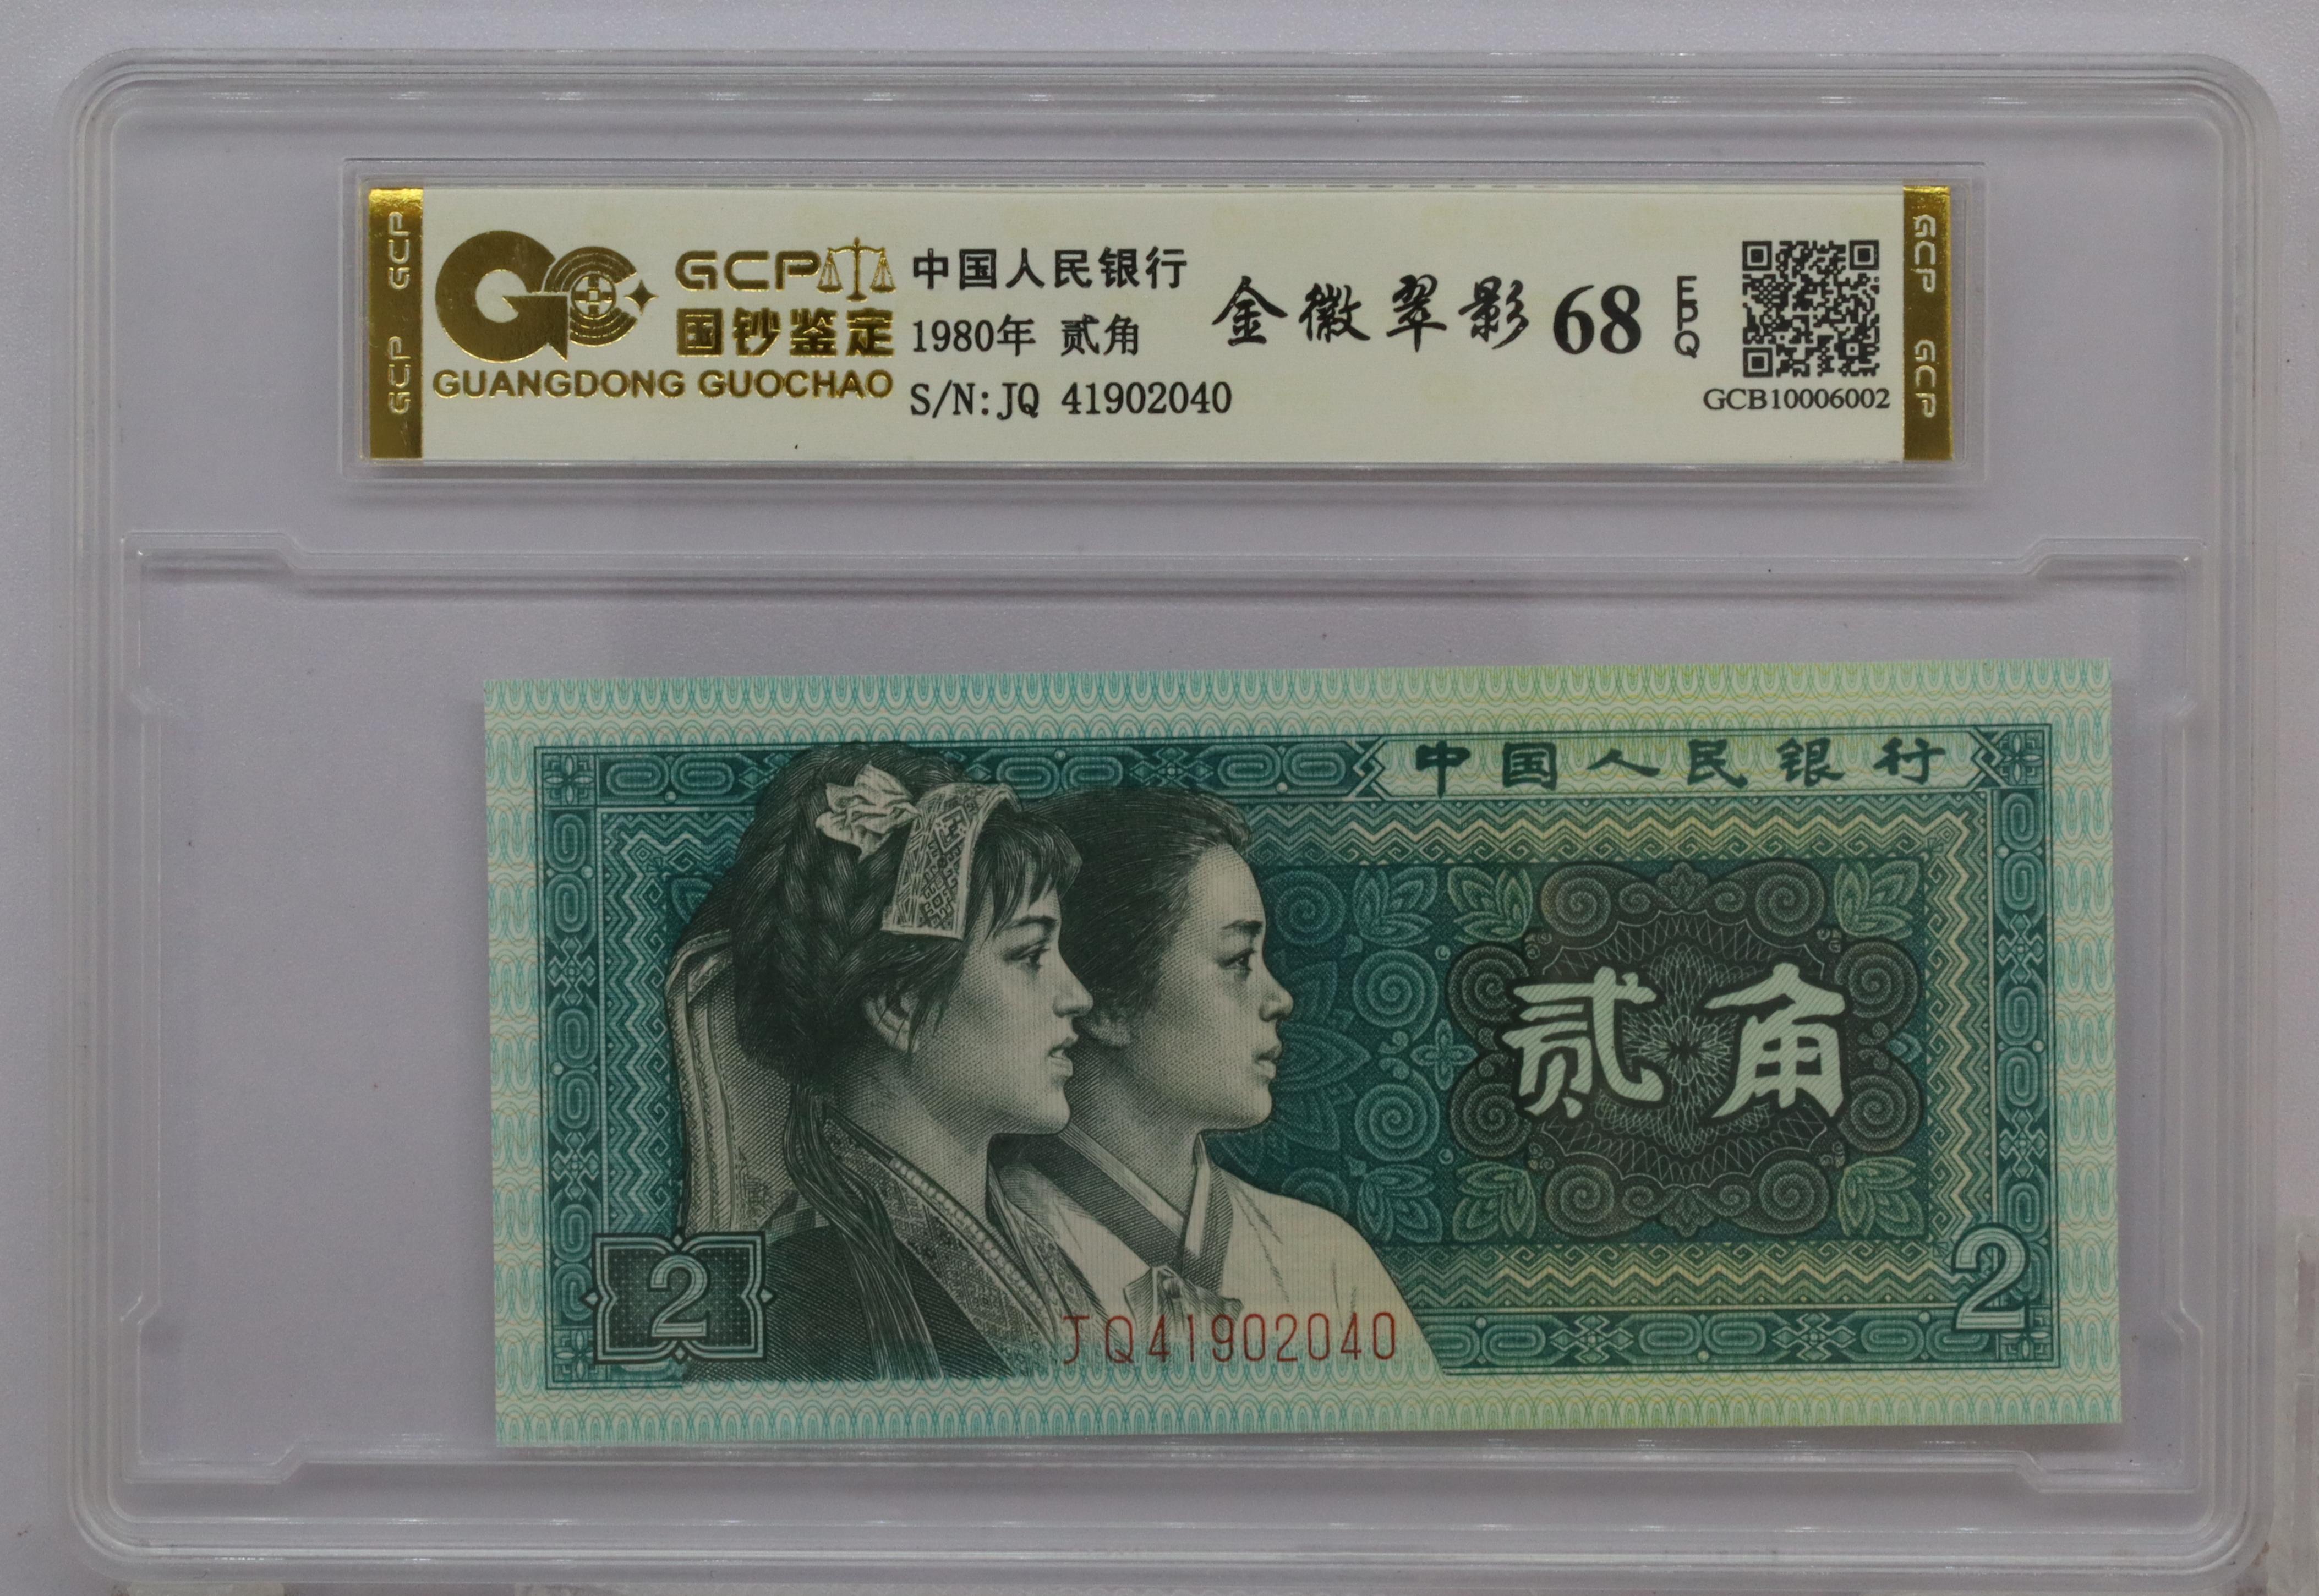 GCP
国钞鉴定
GUANGDONG GUOCHAO
中国人民银行
1980年 贰角
S/N:JQ 41902040
金徽翠影 68 EPQ
GCB10006002
GCP GCP
GCP GCP
中国人民银行
贰角
2
2
JQ41902040